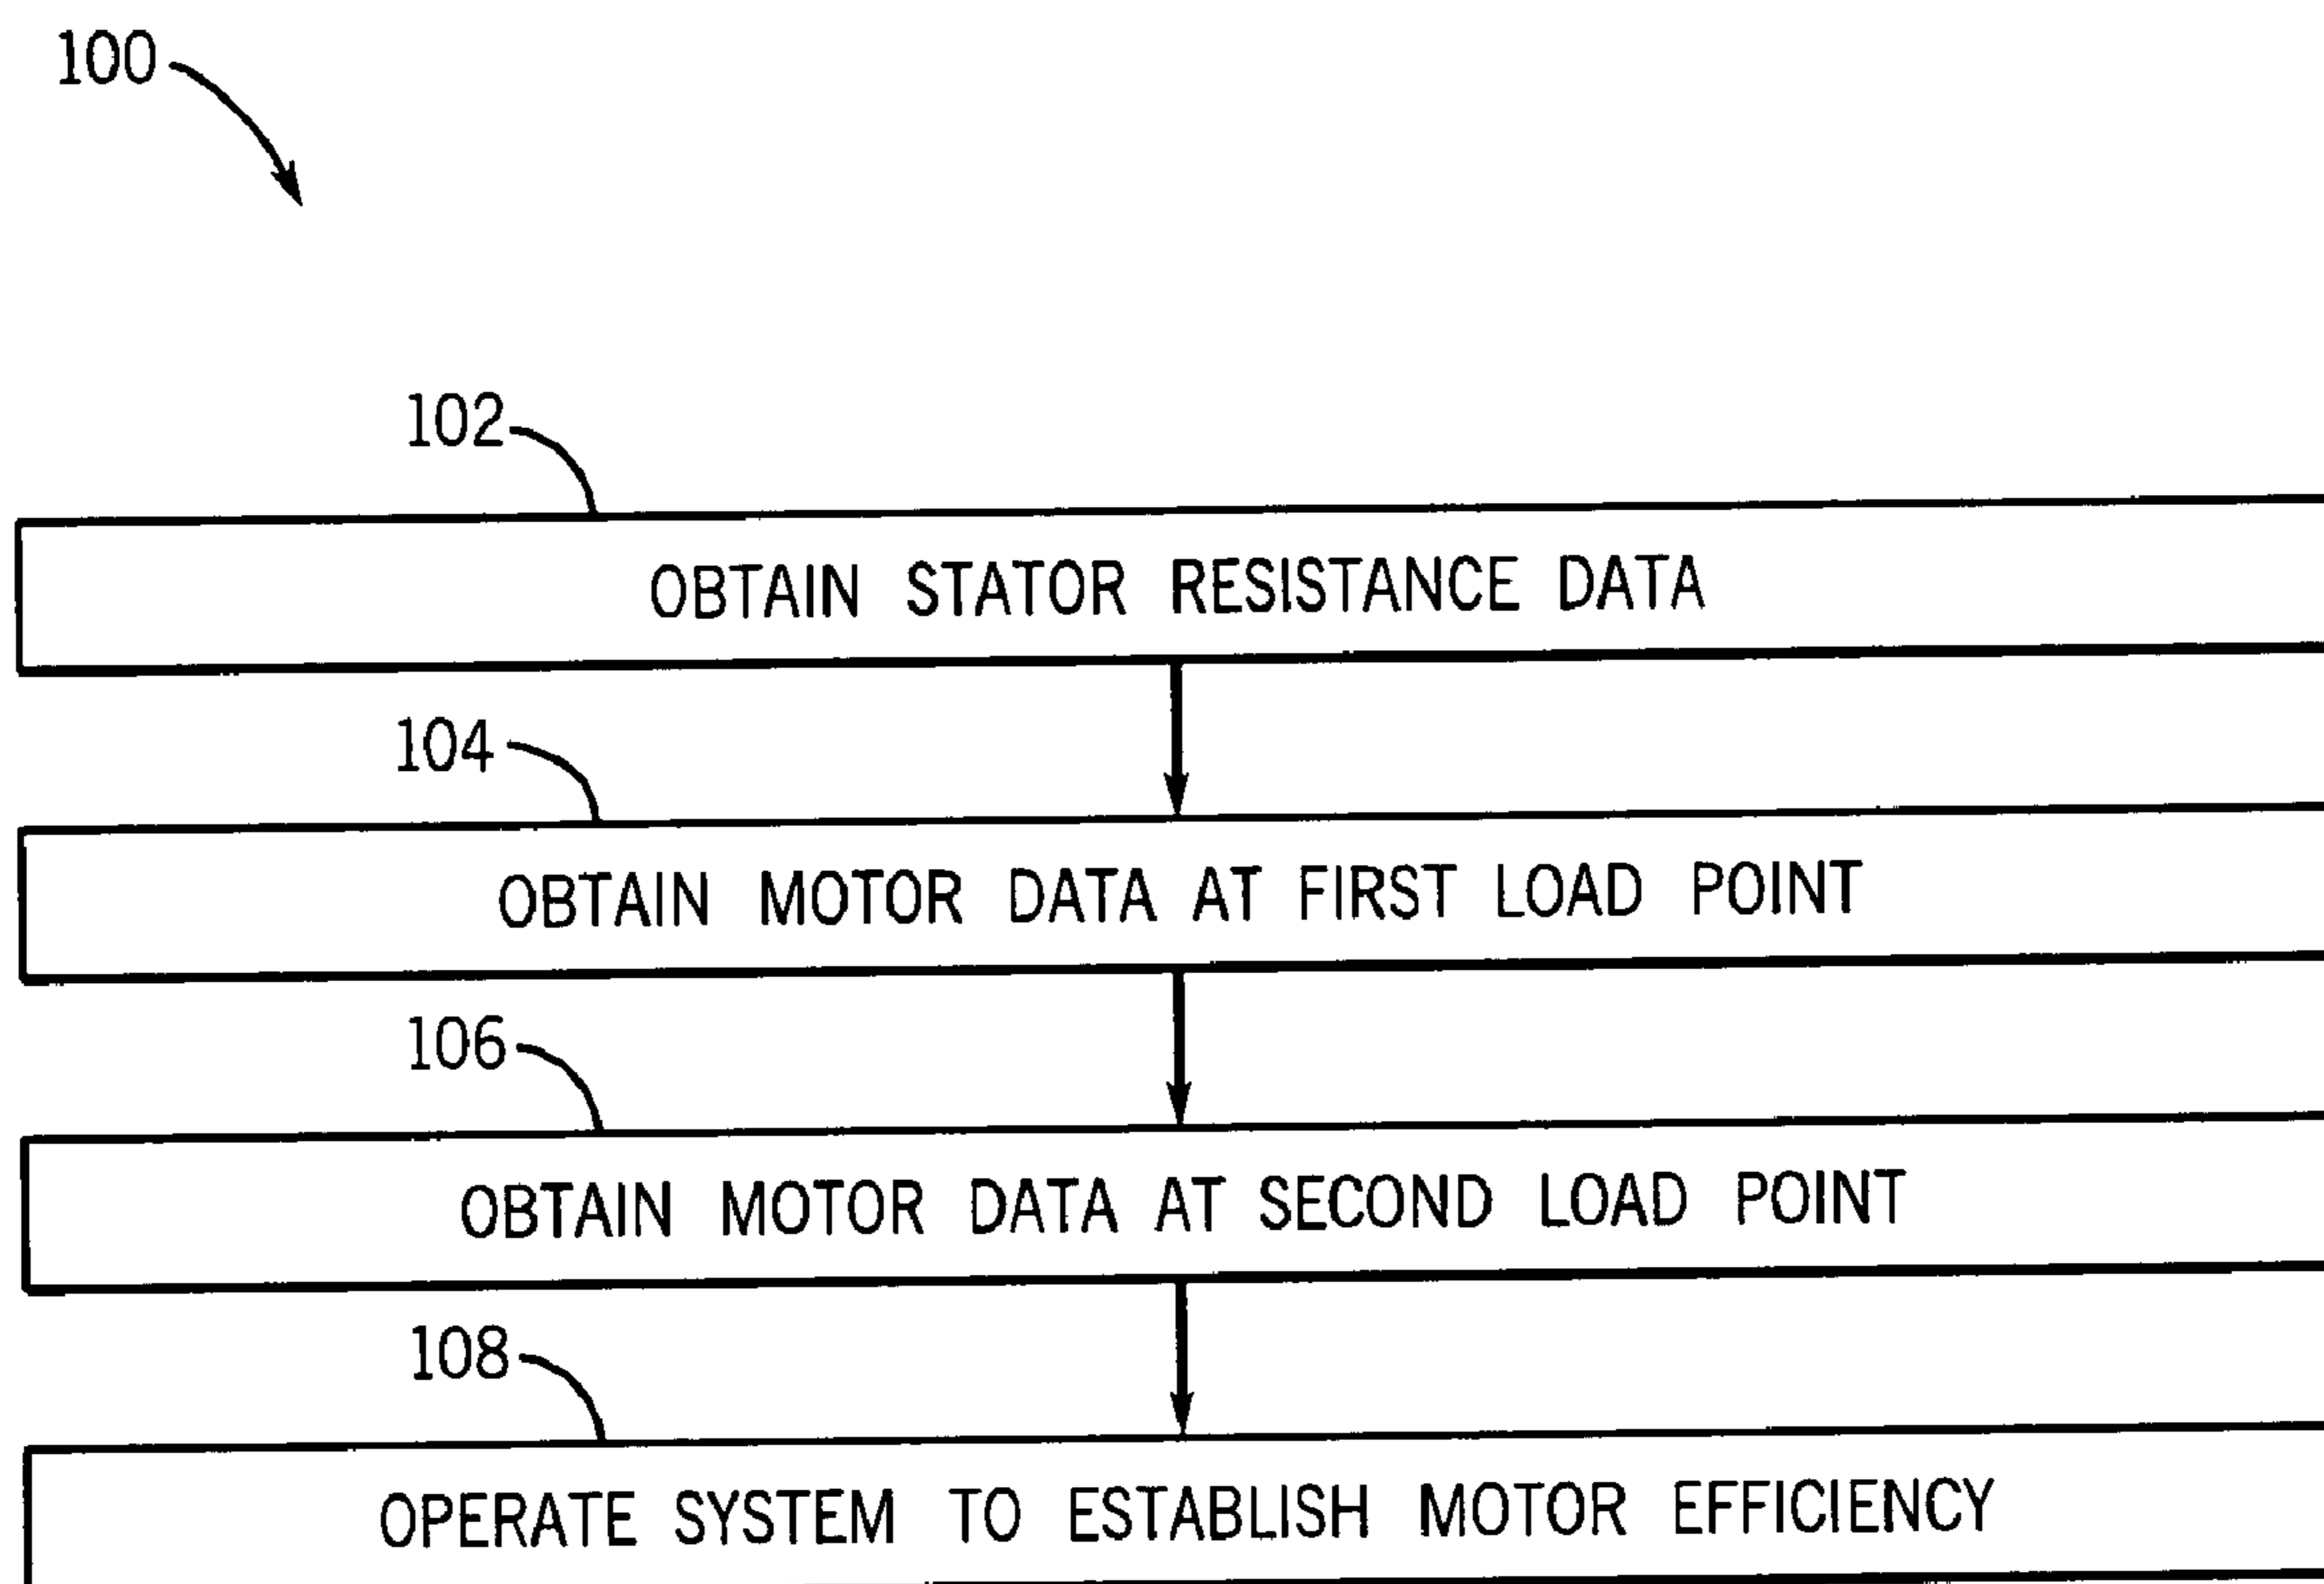 100
102
OBTAIN STATOR RESISTANCE DATA
104
OBTAIN MOTOR DATA AT FIRST LOAD POINT
106
OBTAIN MOTOR DATA AT SECOND LOAD POINT
108
OPERATE SYSTEM TO ESTABLISH MOTOR EFFICIENCY